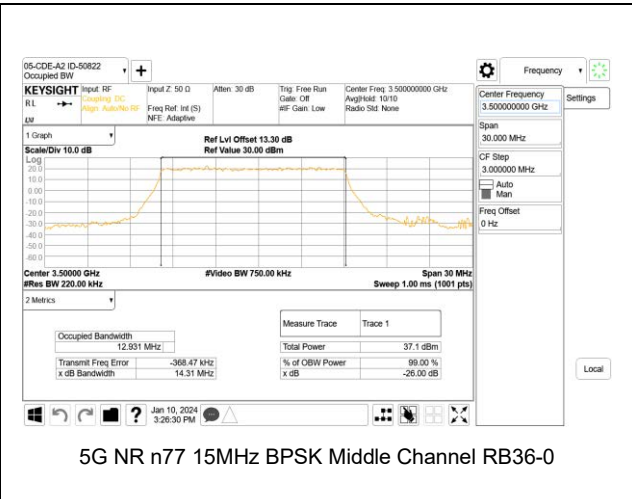 05-CDE-A2 ID-50822
Occupied BW
Frequency
KEYSIGHT
RL
Input: RF
Coupling: DC
Align: Auto/No RF
Input Z: 50 Ω
Freq Ref: Int (S)
NFE: Adaptive
Atten: 30 dB
Trig: Free Run
Gate: Off
#IF Gain: Low
Center Freq: 3.500000000 GHz
Avg|Hold: 10/10
Radio Std: None
Center Frequency
3.500000000 GHz
Settings
Span
30.000 MHz
CF Step
3.000000 MHz
Auto
Man
Freq Offset
0 Hz
1 Graph
Scale/Div 10.0 dB
Ref Lvl Offset 13.30 dB
Ref Value 30.00 dBm
Log
20.0
10.0
0.00
-10.0
-20.0
-30.0
-40.0
-50.0
-60.0
Center 3.50000 GHz
#Res BW 220.00 kHz
#Video BW 750.00 kHz
Span 30 MHz
Sweep 1.00 ms (1001 pts)
2 Metrics
Occupied Bandwidth
12.931 MHz
Transmit Freq Error -368.47 kHz
x dB Bandwidth 14.31 MHz
Measure Trace Trace 1
Total Power 37.1 dBm
% of OBW Power 99.00 %
x dB -26.00 dB
Local
Jan 10, 2024
3:26:30 PM
5G NR n77 15MHz BPSK Middle Channel RB36-0